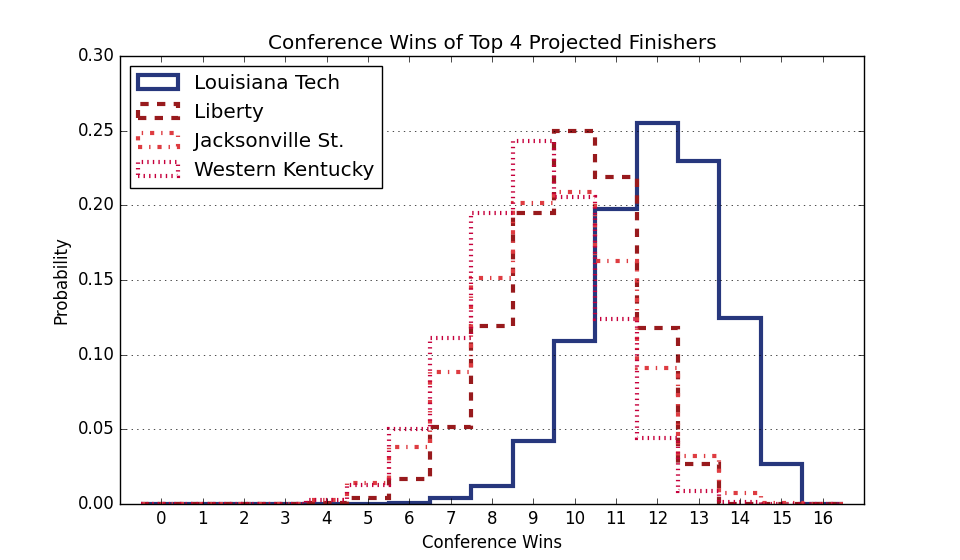 Conference Wins of Top 4 Projected Finishers
0.30
0.25
0.20
0.15
0.10
0.05
0.00
Probability
Louisiana Tech
Liberty
Jacksonville St.
Western Kentucky
0 1 2 3 4 5 6 7 8 9 10 11 12 13 14 15 16
Conference Wins